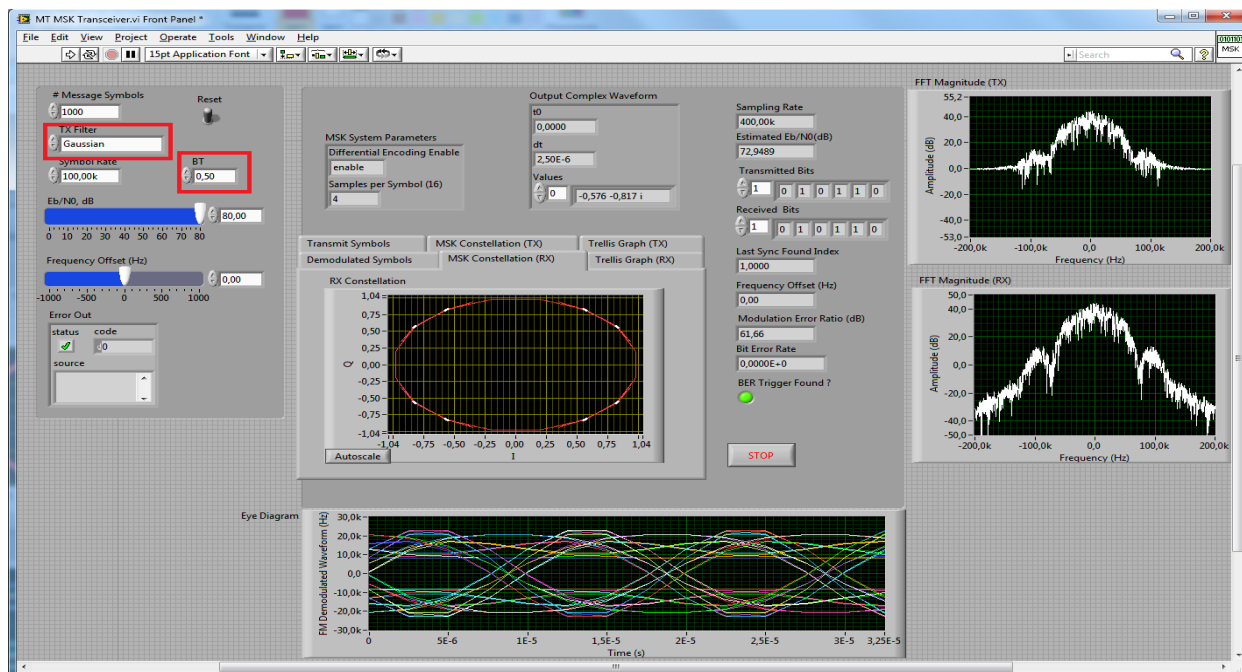 MT MSK Transceiver.vi Front Panel *
File Edit View Project Operate Tools Window Help
15pt Application Font
Search
0101101
MSK
# Message Symbols
1000
Reset
TX Filter
Gaussian
Symbol Rate
100,00k
BT
0,50
Eb/N0, dB
80,00
0 10 20 30 40 50 60 70 80
Frequency Offset (Hz)
0,00
-1000 -500 0 500 1000
Error Out
status code
0
source
MSK System Parameters
Differential Encoding Enable
enable
Samples per Symbol (16)
4
Output Complex Waveform
t0
0,0000
dt
2,50E-6
Values
0 -0,576 -0,817 i
Sampling Rate
400,00k
Estimated Eb/N0(dB)
72,9489
Transmitted Bits
1 0 1 0 1 1 0
Received Bits
1 0 1 0 1 1 0
Last Sync Found Index
1,0000
Frequency Offset (Hz)
0,00
Modulation Error Ratio (dB)
61,66
Bit Error Rate
0,0000E+0
BER Trigger Found ?
STOP
Transmit Symbols MSK Constellation (TX) Trellis Graph (TX)
Demodulated Symbols MSK Constellation (RX) Trellis Graph (RX)
RX Constellation
1,04
0,75
0,50
0,25
0,00
-0,25
-0,50
-0,75
-1,04
Q
-1,04 -0,75 -0,50 -0,25 0,00 0,25 0,50 0,75 1,04
I
Autoscale
FFT Magnitude (TX)
55,2
40,0
20,0
0,0
-20,0
-40,0
-53,0
Amplitude (dB)
-200,0k -100,0k 0,0 100,0k 200,0k
Frequency (Hz)
FFT Magnitude (RX)
50,0
40,0
20,0
0,0
-20,0
-40,0
-50,0
Amplitude (dB)
-200,0k -100,0k 0,0 100,0k 200,0k
Frequency (Hz)
Eye Diagram
30,0k
20,0k
10,0k
0,0
-10,0k
-20,0k
-30,0k
FM Demodulated Waveform (Hz)
0 5E-6 1E-5 1,5E-5 2E-5 2,5E-5 3E-5 3,25E-5
Time (s)